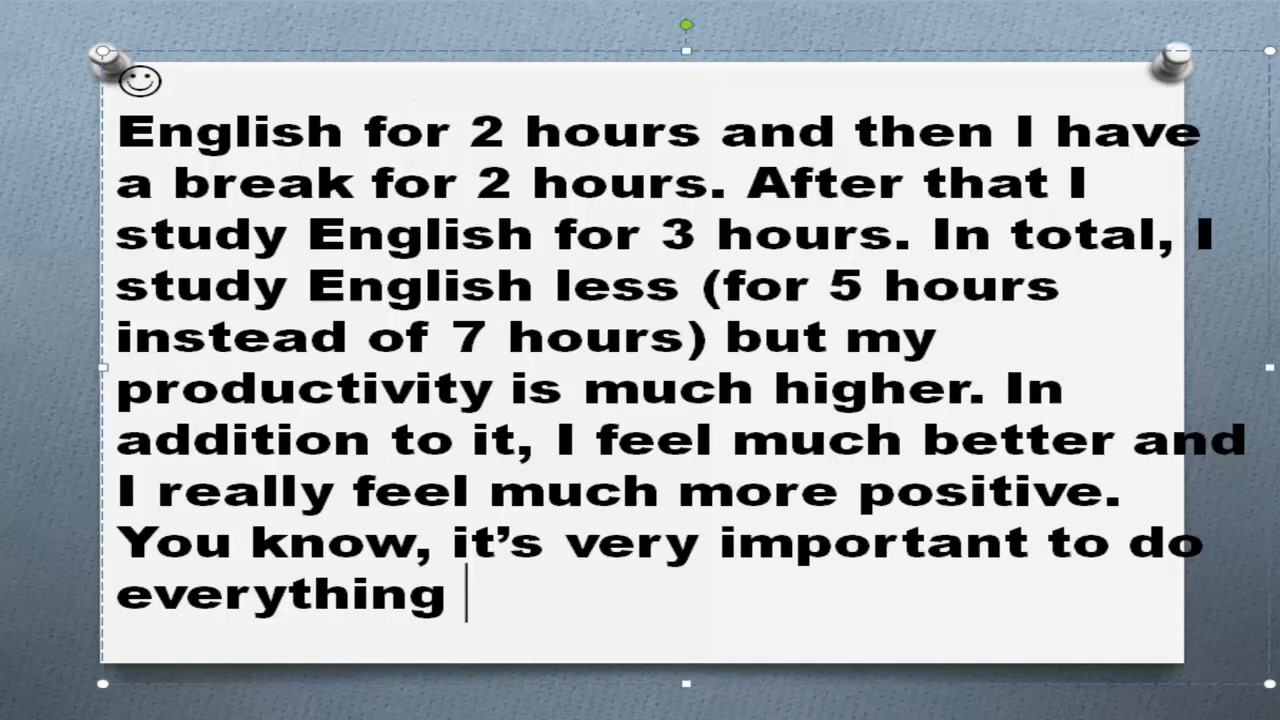 English for 2 hours and then I have
a break for 2 hours. After that I
study English for 3 hours. In total, I
study English less (for 5 hours
instead of 7 hours) but my
productivity is much higher. In
addition to it, I feel much better and
I really feel much more positive.
You know, it’s very important to do
everything